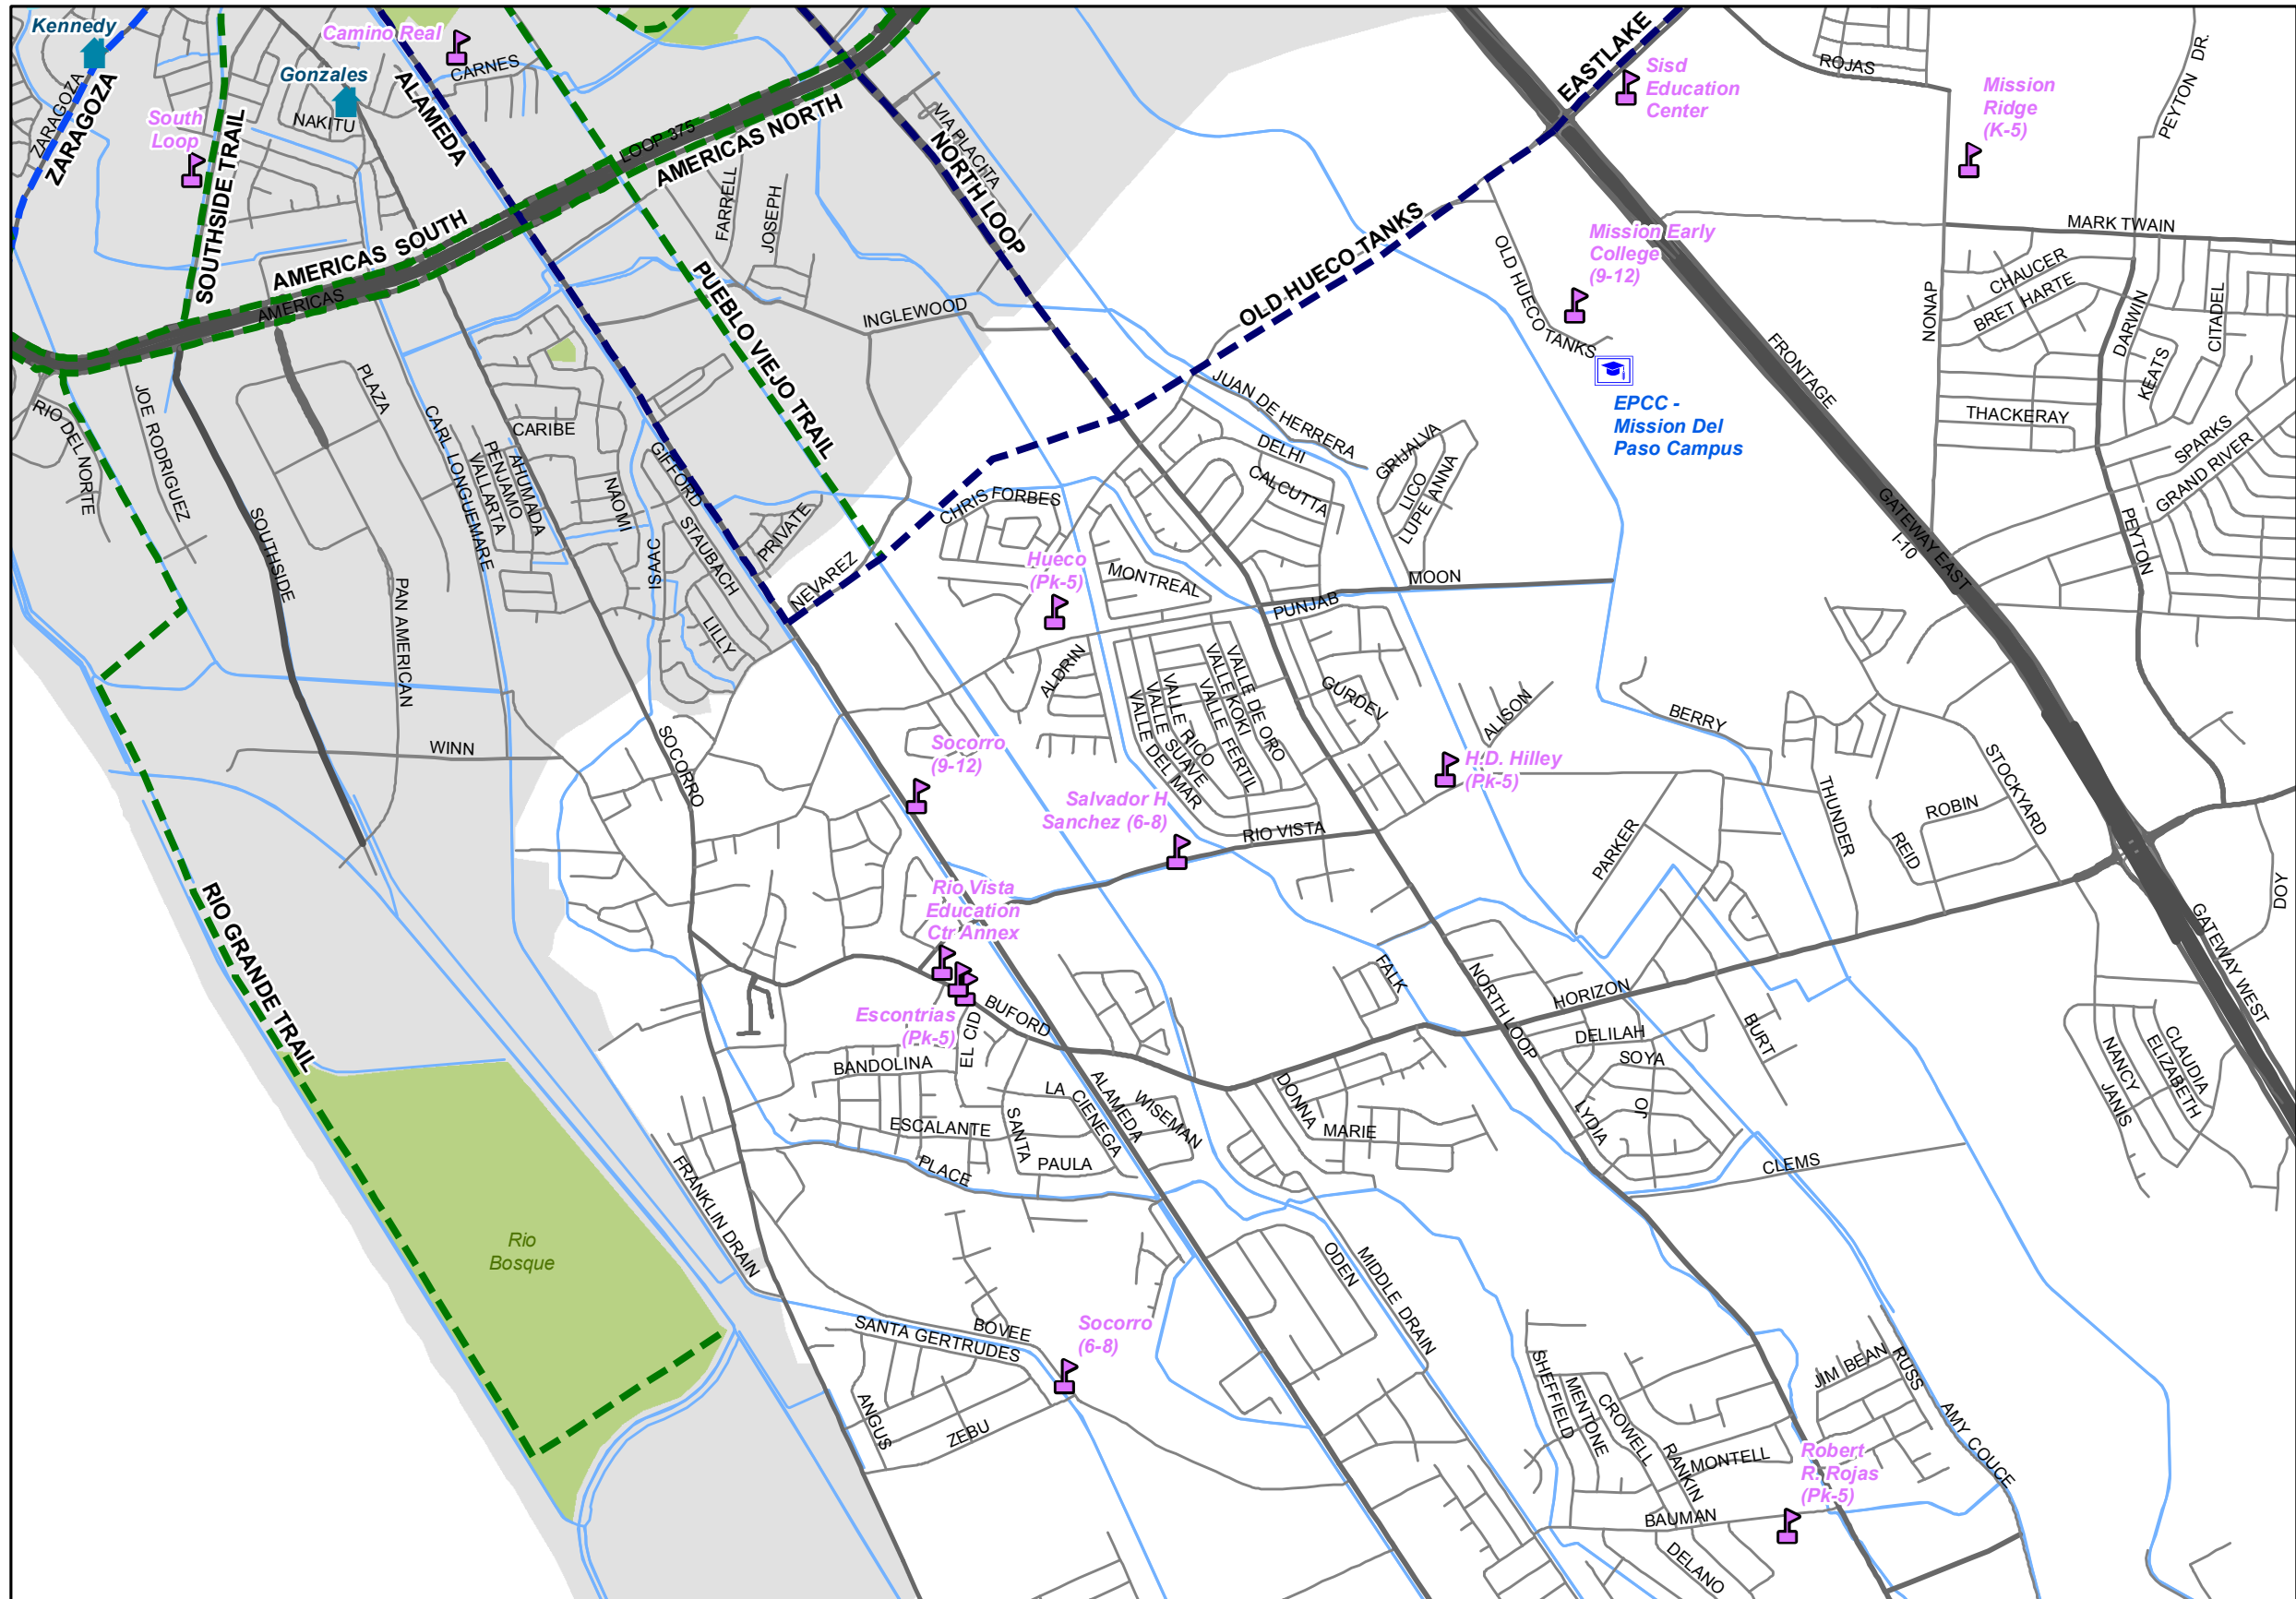 Kennedy
Camino Real
Gonzales
CARNES
ALAMEDA
ZARAGOZA
ZARAGOZA
South
Loop
NAKITU
SOUTHSIDE TRAIL
LOOP 375
AMERICAS NORTH
AMERICAS SOUTH
AMERICAS
FARRELL
JOSEPH
VIA PLACITA
NORTH LOOP
EASTLAKE
Sisd
Education
Center
ROJAS
Mission
Ridge
(K-5)
PEYTON DR.
MARK TWAIN
Mission Early
College
(9-12)
OLD HUECO TANKS
OLD HUECO TANKS
EPCC -
Mission Del
Paso Campus
FRONTAGE
NONAP
CHAUCER
BRET HARTE
DARWIN
CITADEL
KEATS
THACKERAY
SPARKS
GRAND RIVER
PEYTON
GATEWAY EAST
I-10
PUEBLO VIEJO TRAIL
INGLEWOOD
JUAN DE HERRERA
DELHI
CALCUTTA
GRIJALVA
LICO
LUPE ANNA
RIO DEL NORTE
JOE RODRIGUEZ
PLAZA
CARL LONGUEMARE
CARIBE
AHUMADA
PENJAMO
VALLARTA
NAOMI
GIFFORD
STAUBACH
ISAAC
LILLY
PRIVATE
NEVAREZ
CHRIS FORBES
SOUTHSIDE
PAN AMERICAN
Hueco
(Pk-5)
MONTREAL
PUNJAB
MOON
ALDRIN
VALLE DE ORO
VALLE KOKI
VALLE FERTIL
VALLE RICO
VALLE SUAVE
VALLE DEL MAR
GURDEV
ALISON
BERRY
WINN
SOCORRO
Socorro
(9-12)
Salvador H
Sanchez (6-8)
H.D. Hilley
(Pk-5)
RIO VISTA
PARKER
THUNDER
REID
ROBIN
STOCKYARD
DOY
GATEWAY WEST
RIO GRANDE TRAIL
Rio Vista
Education
Ctr Annex
Escontrias
(Pk-5)
BUFORD
EL CID
BANDOLINA
FALK
NORTH LOOP
HORIZON
DELILAH
SOYA
BURT
JO
LYDIA
CLAUDIA
ELIZABETH
NANCY
JANIS
ESCALANTE
LA CIENEGA
ALAMEDA
WISEMAN
SANTA PAULA
PLACE
DONNA
MARIE
CLEMS
FRANKLIN DRAIN
Rio
Bosque
ODEN
MIDDLE DRAIN
BOVEE
SANTA GERTRUDES
Socorro
(6-8)
ANGUS
ZEBU
SHEFFIELD
MENTONE
CROWELL
RANKIN
MONTELL
JIM BEAN
RUSS
AMY COUCE
Robert
R. Rojas
(Pk-5)
BAUMAN
DELANO